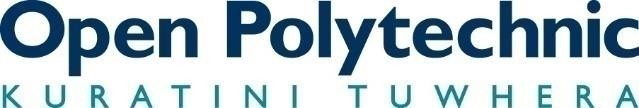 Open Polytechnic
KURATINI TUWHERA